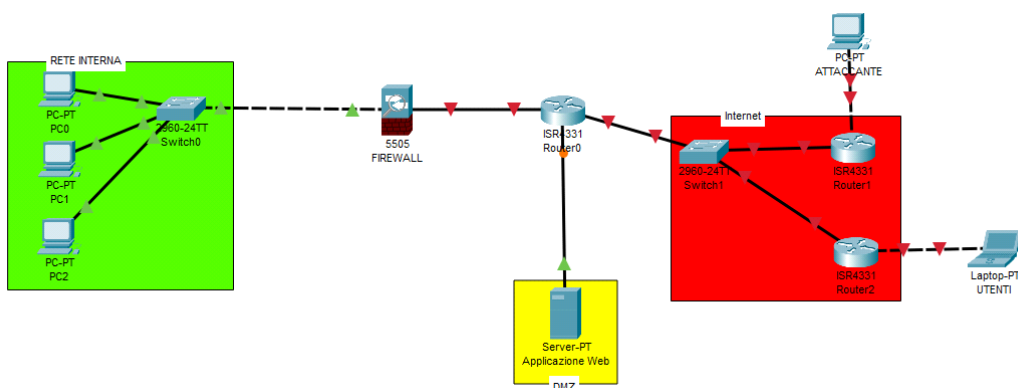 RETE INTERNA
PC-PT
PC0
PC-PT
PC1
PC-PT
PC2
2960-24TT
Switch0
5505
FIREWALL
ISR4331
Router0
Server-PT
Applicazione Web
DMZ
Internet
2960-24TT
Switch1
PC-PT
ATTACCANTE
ISR4331
Router1
ISR4331
Router2
Laptop-PT
UTENTI